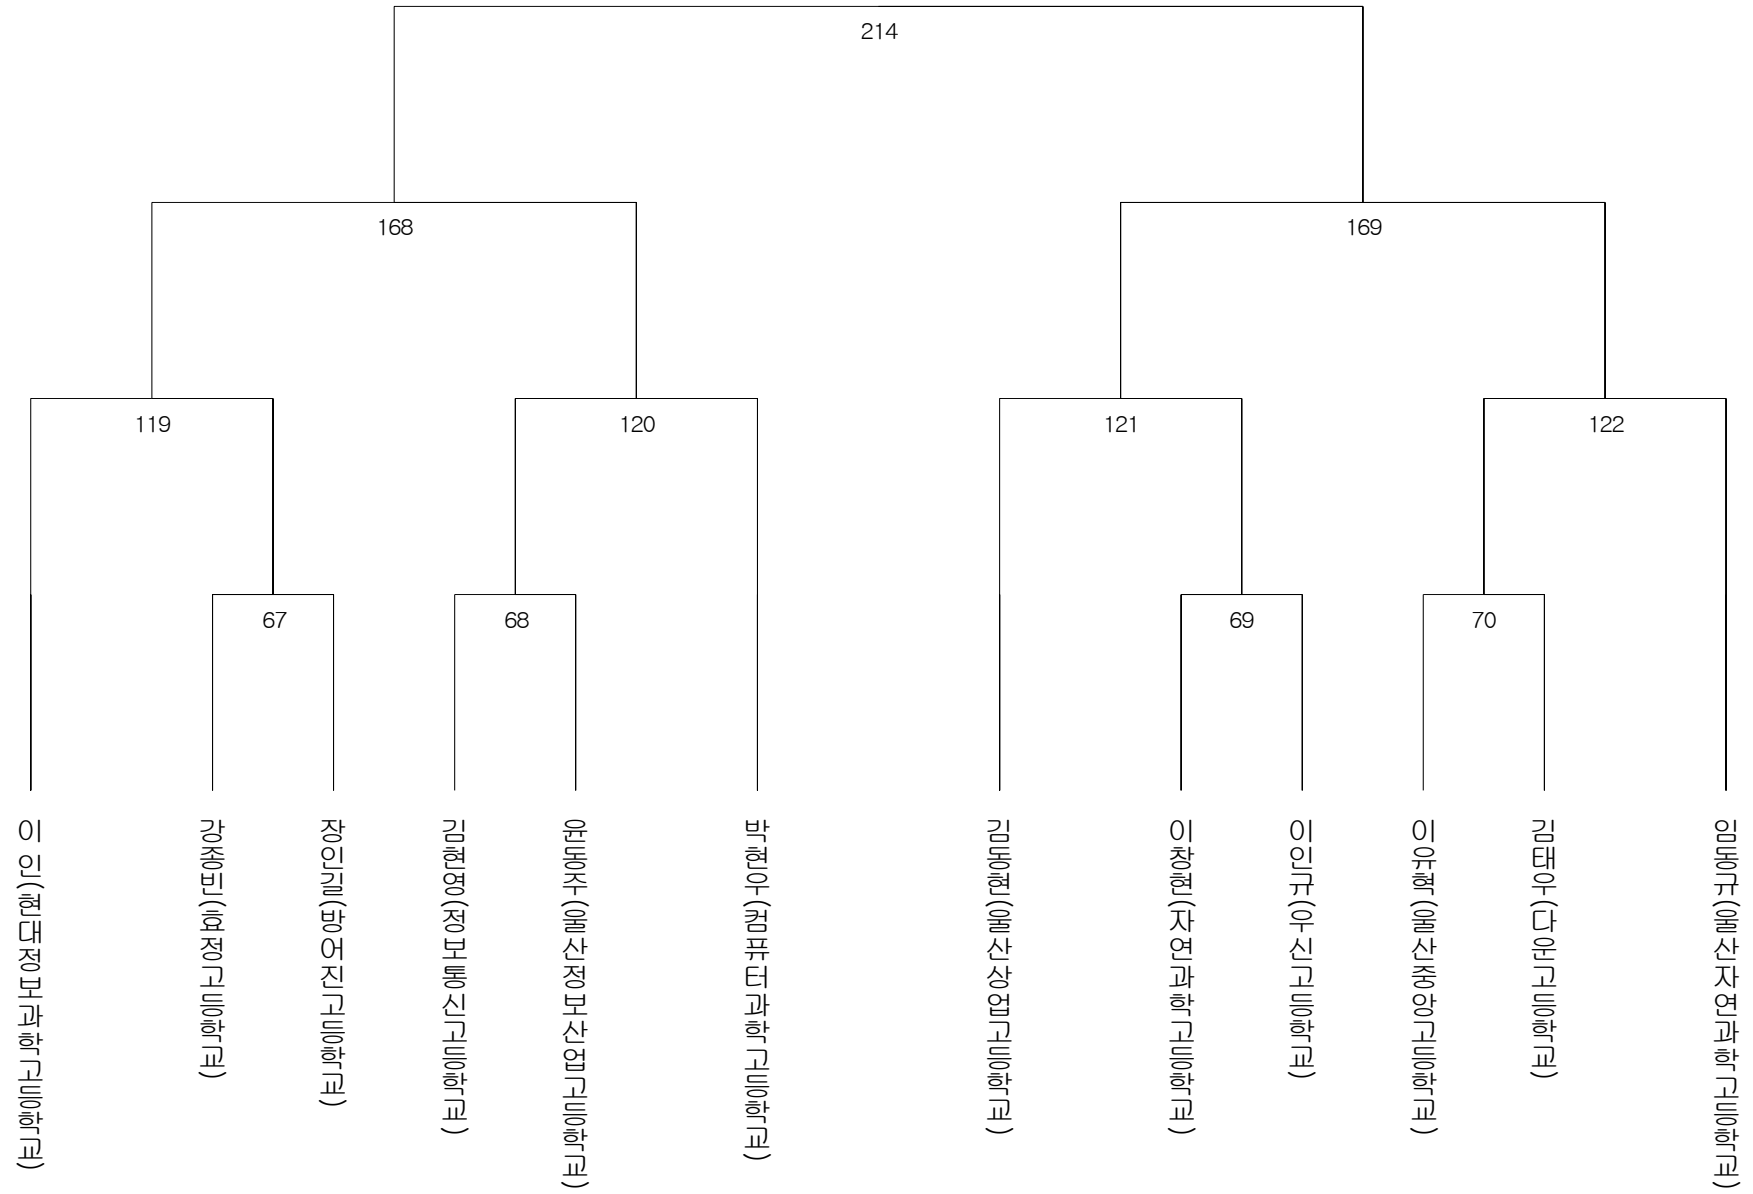 214
168
169
119
120
121
122
67
68
69
70
이 인(현대정보과학고등학교)
강종빈(효정고등학교)
장인길(방어진고등학교)
김현영(정보통신고등학교)
윤동주(울산정보산업고등학교)
박현우(컴퓨터과학고등학교)
김동현(울산상업고등학교)
이창현(자연과학고등학교)
이인규(우신고등학교)
이유혁(울산중앙고등학교)
김태우(다운고등학교)
임동규(울산자연과학고등학교)